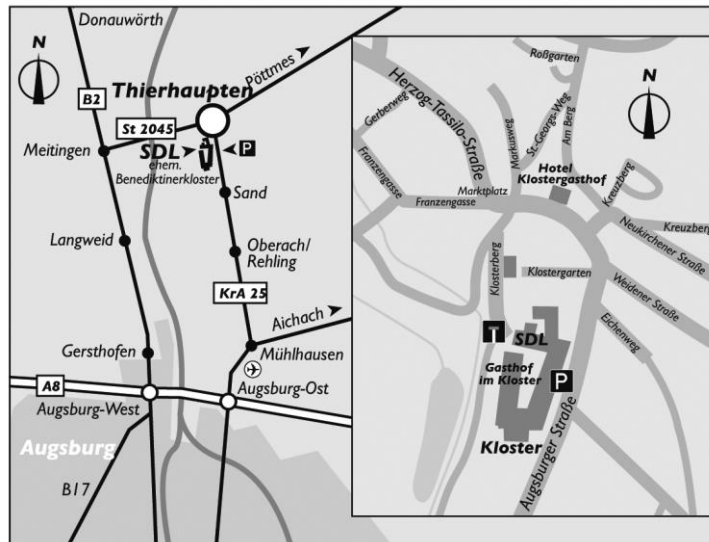 Donauwörth
N
B2
Thierhaupten
Pöttmes
St 2045
Meitingen
SDL
P
ehem.
Benediktinerkloster
Sand
Langweid
Oberach/
Rehling
KrA 25
Aichach
Gersthofen
Mühlhausen
A8
Augsburg-West
Augsburg-Ost
Augsburg
B17
Roßgarten
N
Herzog-Tassilo-Straße
Gerberweg
Markusweg
St.-Georgs-Weg
Am Berg
Franzengasse
Hotel
Klostergasthof
Kreuzberg
Marktplatz
Franzengasse
Kreuzberg
Neukirchener Straße
Klosterberg
Klostergarten
Weidener Straße
T
SDL
Eichenweg
Gasthof
im Kloster
P
Kloster
Augsburger Straße